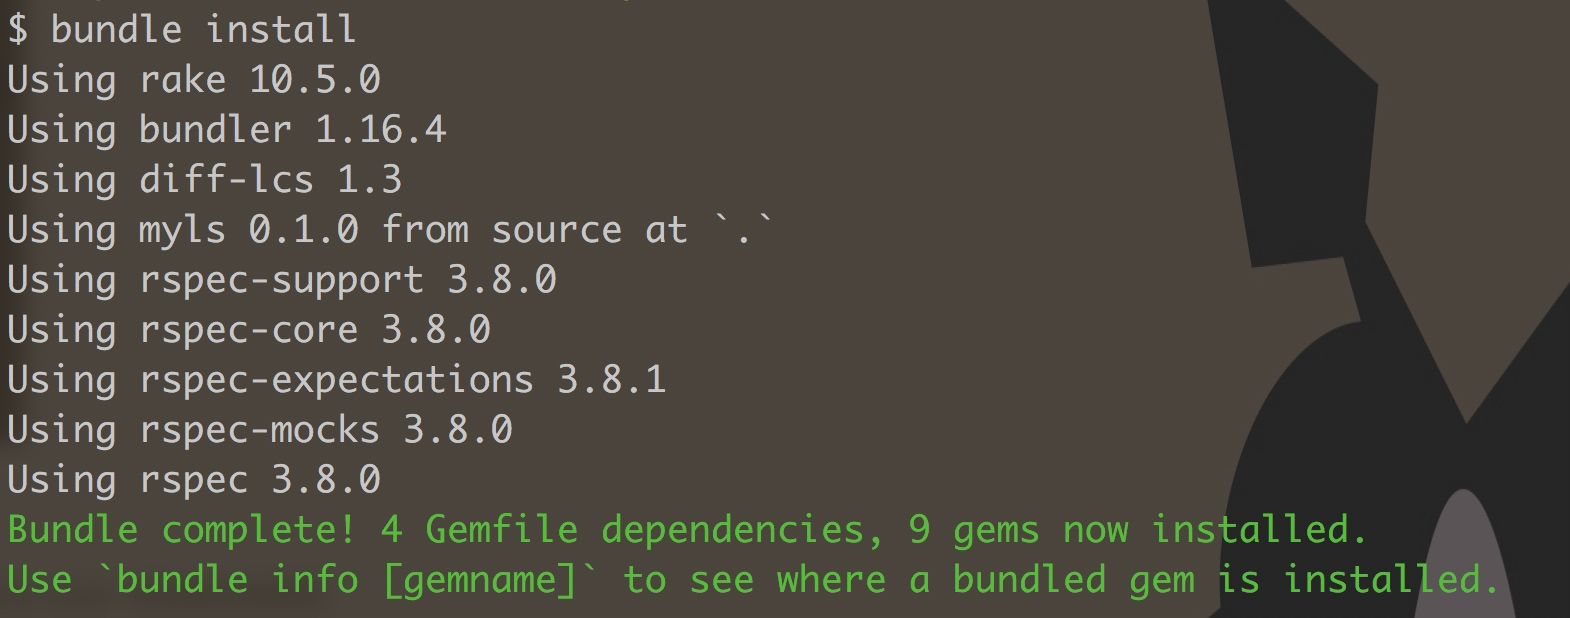 $ bundle install
Using rake 10.5.0
Using bundler 1.16.4
Using diff-lcs 1.3
Using myls 0.1.0 from source at `.`
Using rspec-support 3.8.0
Using rspec-core 3.8.0
Using rspec-expectations 3.8.1
Using rspec-mocks 3.8.0
Using rspec 3.8.0
Bundle complete! 4 Gemfile dependencies, 9 gems now installed.
Use `bundle info [gemname]` to see where a bundled gem is installed.